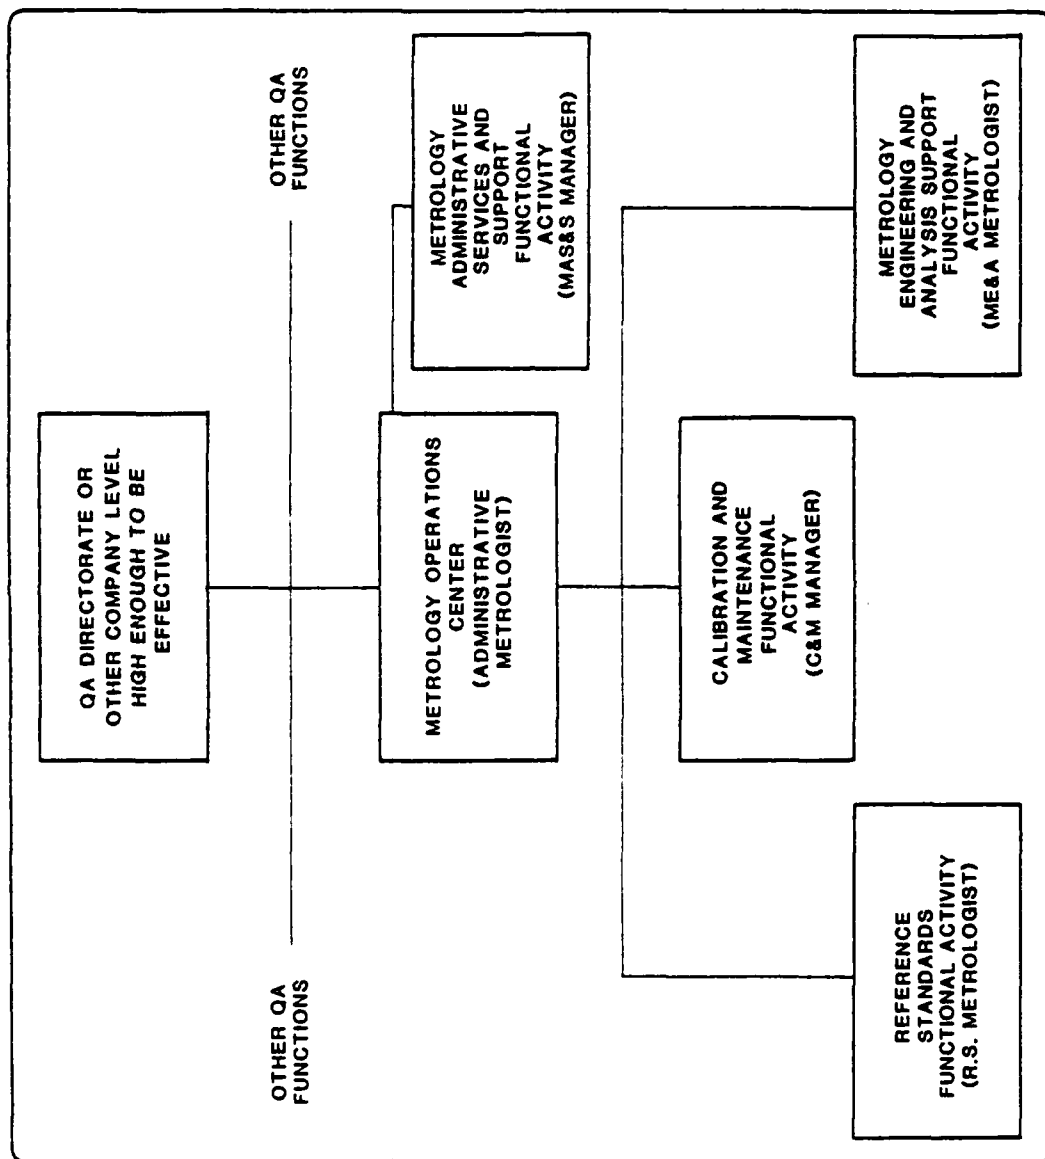 QA DIRECTORATE OR
OTHER COMPANY LEVEL
HIGH ENOUGH TO BE
EFFECTIVE
OTHER QA
FUNCTIONS
OTHER QA
FUNCTIONS
METROLOGY OPERATIONS
CENTER
(ADMINISTRATIVE
METROLOGIST)
METROLOGY
ADMINISTRATIVE
SERVICES AND
SUPPORT
FUNCTIONAL
ACTIVITY
(MAS&S MANAGER)
REFERENCE
STANDARDS
FUNCTIONAL ACTIVITY
(R.S. METROLOGIST)
CALIBRATION AND
MAINTENANCE
FUNCTIONAL
ACTIVITY
(C&M MANAGER)
METROLOGY
ENGINEERING AND
ANALYSIS SUPPORT
FUNCTIONAL
ACTIVITY
(ME&A METROLOGIST)